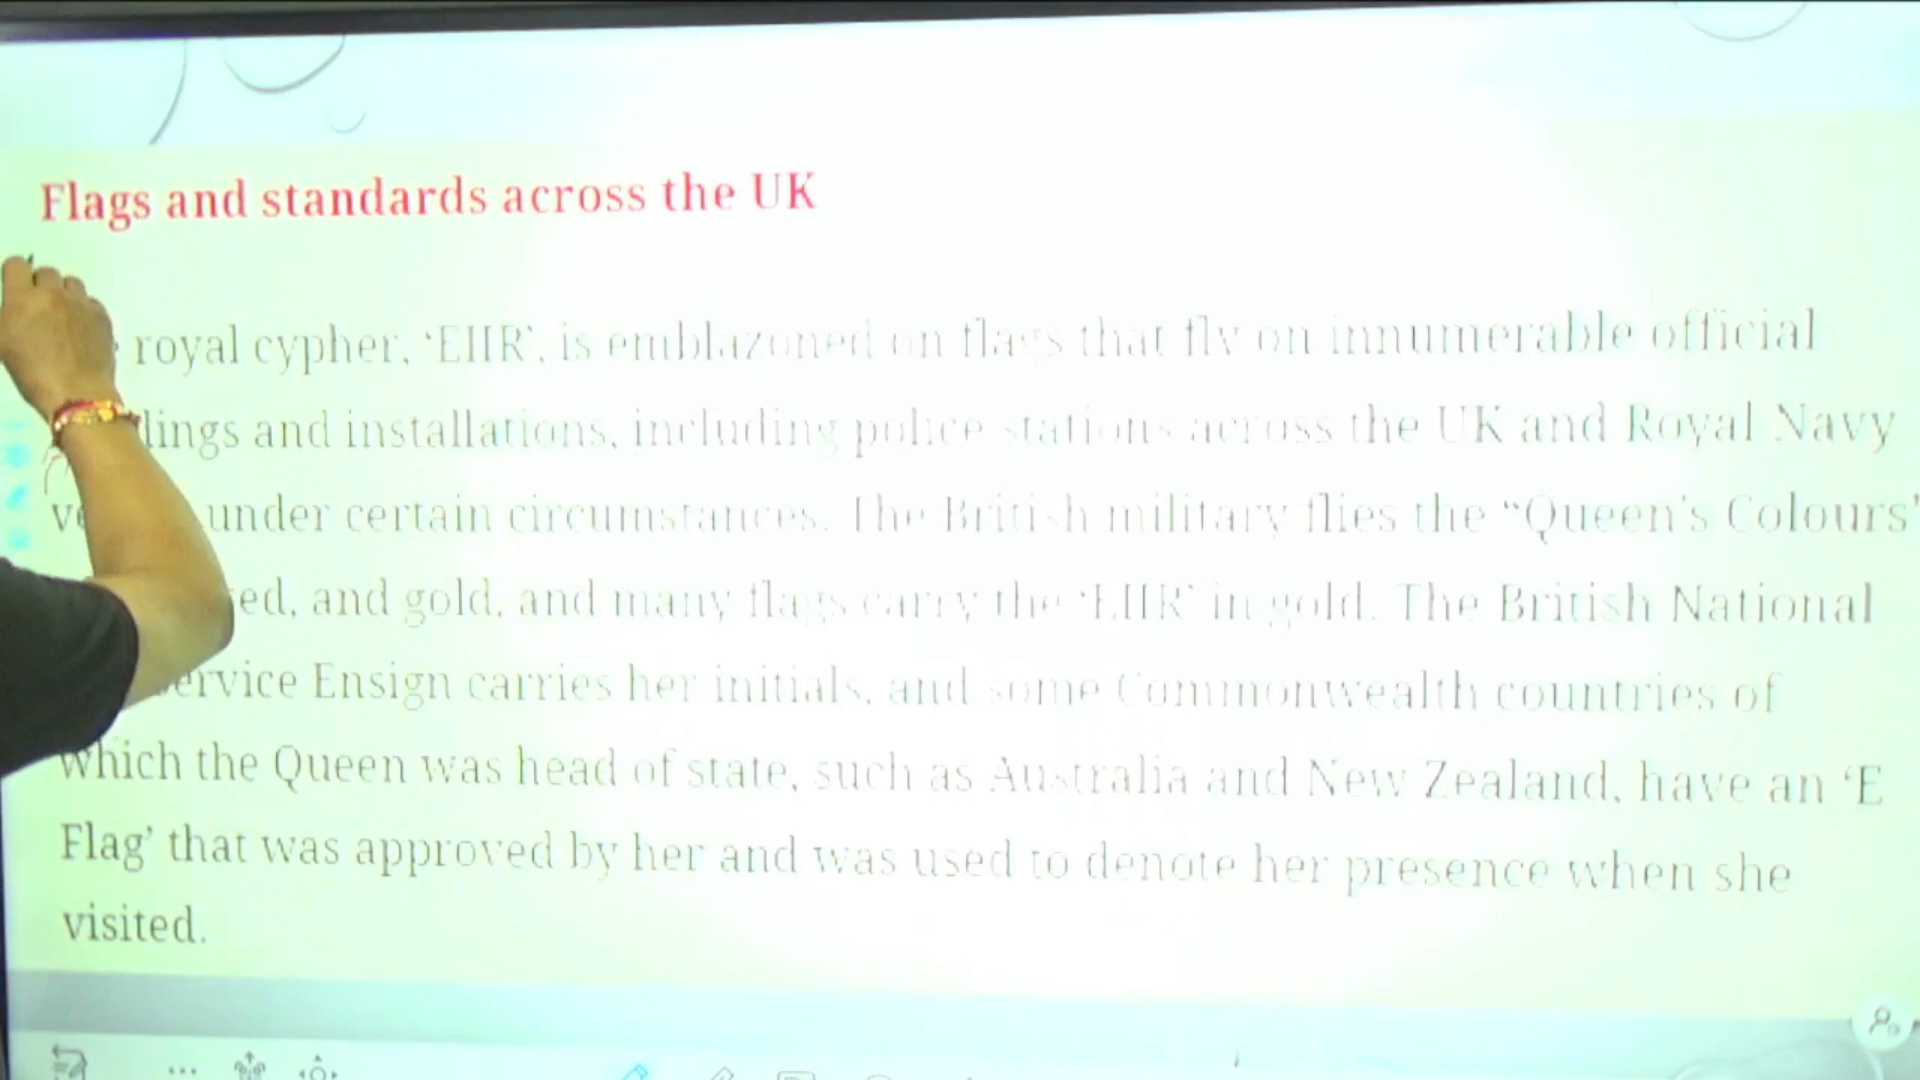 Flags and standards across the UK
royal cypher, ‘EIIR’, is emblazoned on flags that fly on innumerable official
lings and installations, including police stations across the UK and Royal Navy
under certain circumstances. The British military flies the “Queen's Colours'
ed, and gold, and many flags carry the ‘EIIR’ in gold. The British National
ervice Ensign carries her initials, and some Commonwealth countries of
which the Queen was head of state, such as Australia and New Zealand, have an ‘E
Flag’ that was approved by her and was used to denote her presence when she
visited.